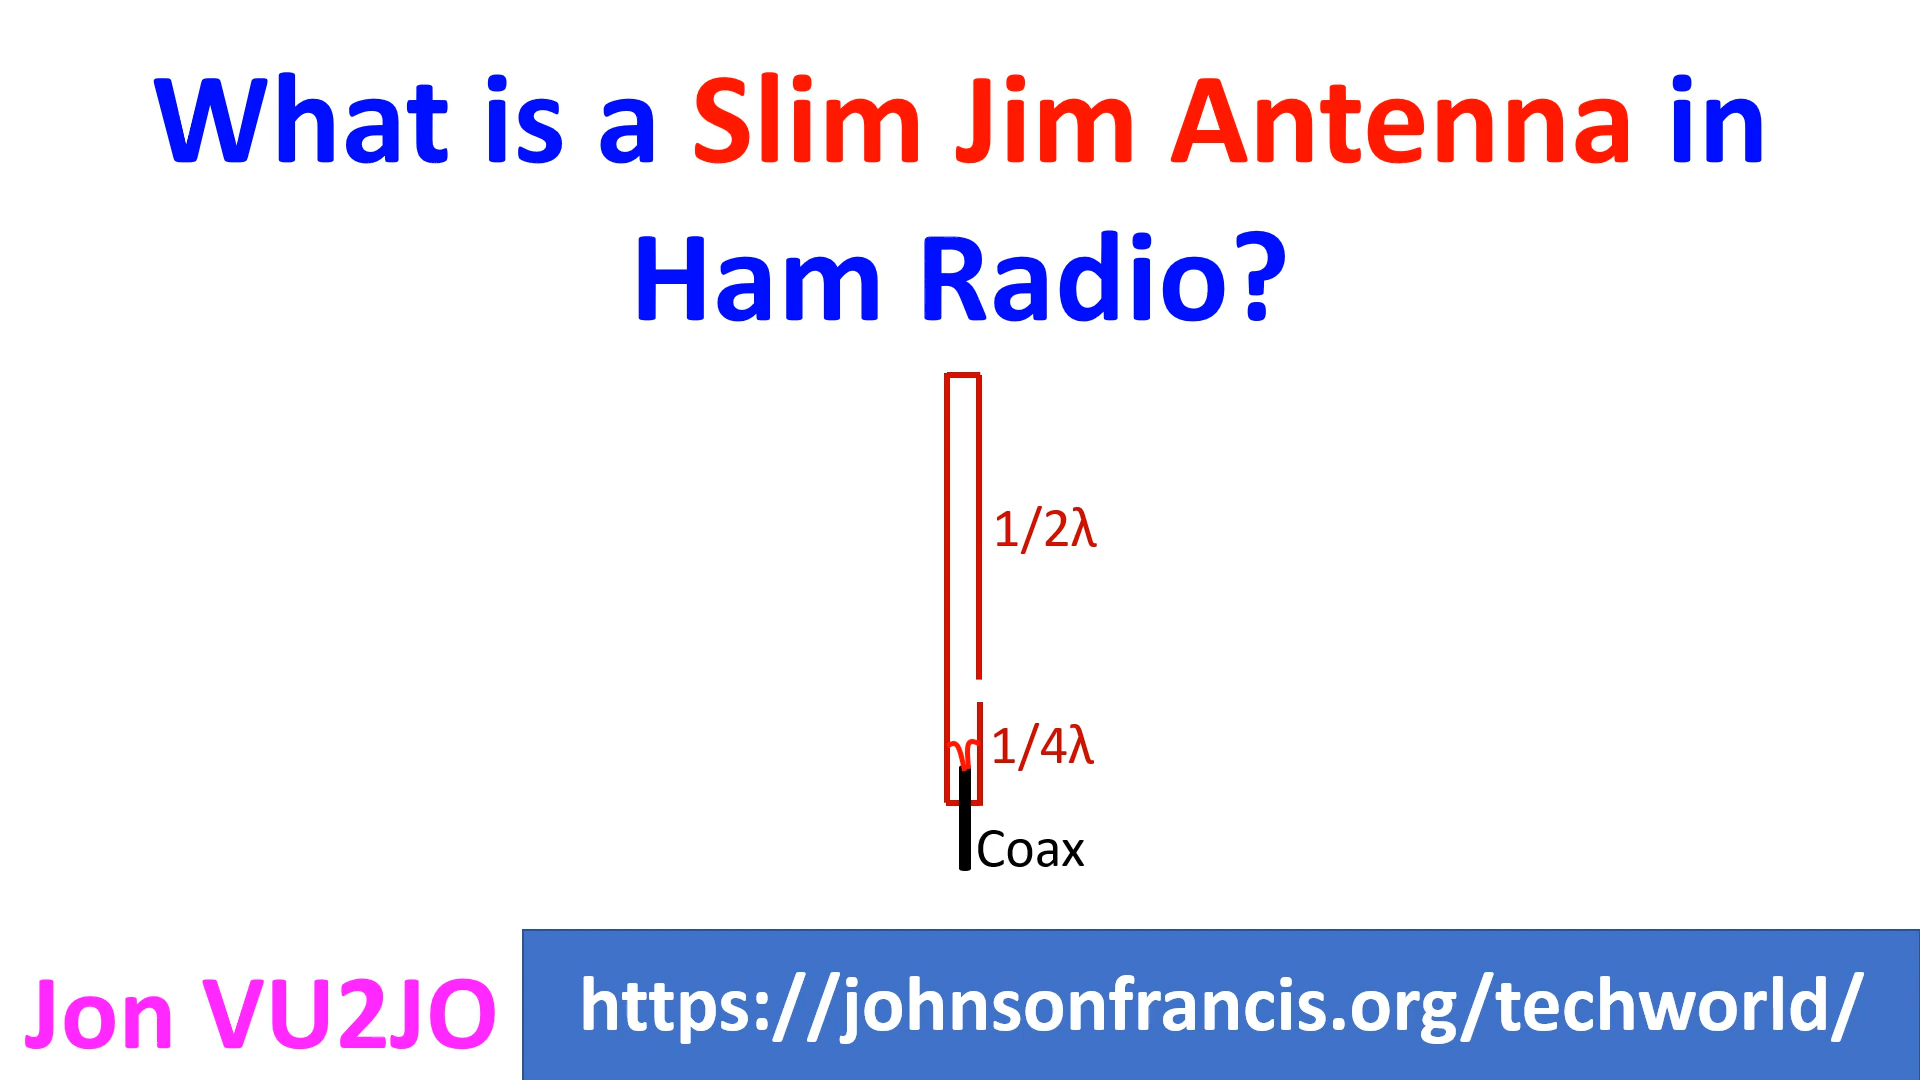 What is a Slim Jim Antenna in
Ham Radio?
1/2λ
1/4λ
Coax
Jon VU2JO
https://johnsonfrancis.org/techworld/